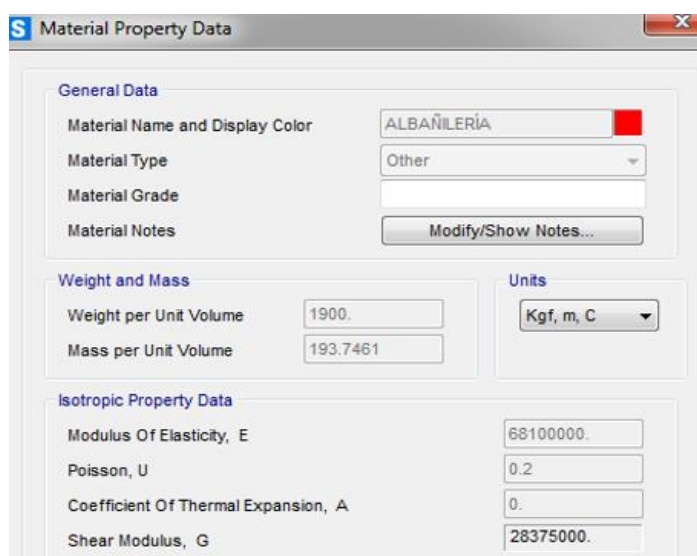 S Material Property Data X
General Data
Material Name and Display Color ALBAÑILERÍA
Material Type Other
Material Grade
Material Notes Modify/Show Notes...
Weight and Mass Units
Weight per Unit Volume 1900. Kgf, m, C
Mass per Unit Volume 193.7461
Isotropic Property Data
Modulus Of Elasticity, E 68100000.
Poisson, U 0.2
Coefficient Of Thermal Expansion, A 0.
Shear Modulus, G 28375000.